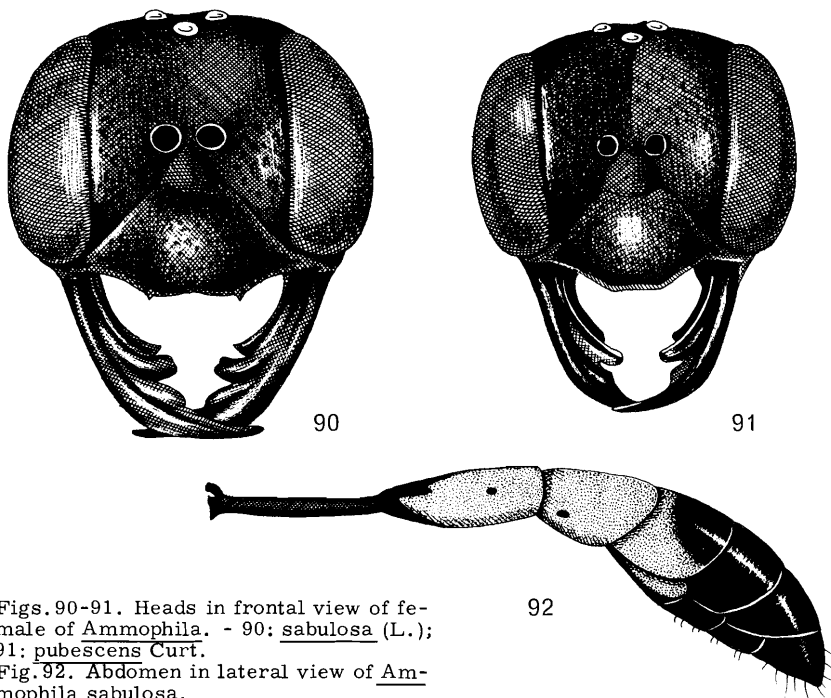 90
91
92
Figs. 90-91. Heads in frontal view of fe-
male of Ammophila. - 90: sabulosa (L.);
91: pubescens Curt.
Fig. 92. Abdomen in lateral view of Am-
mophila sabulosa.